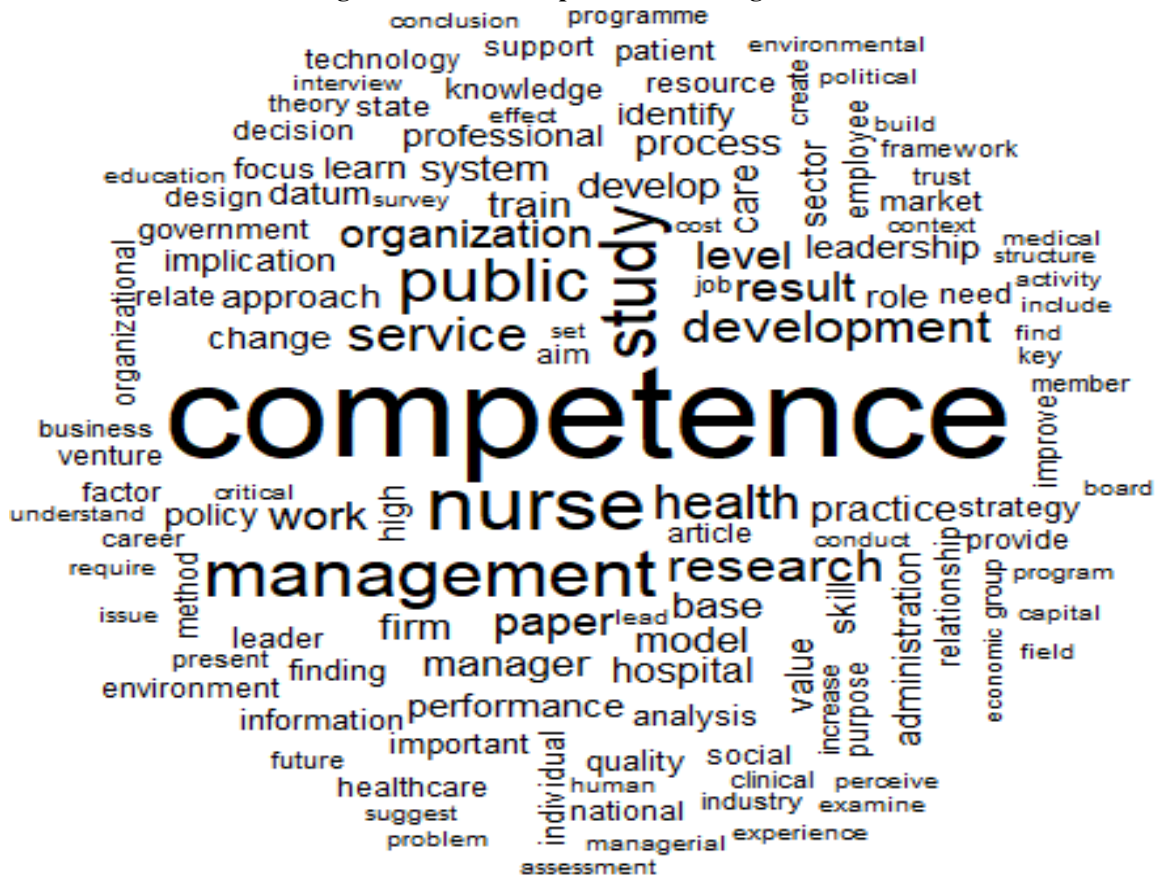 conclusion programme
technology support patient environmental
interview knowledge resource create political
theory state effect identify
decision professional process employee build
framework
education focus learn system develop care sector trust
design datum survey train market
government organization study cost level leadership context medical
structure
organizational implication public job result role need activity
relate approach include
change service set development find
aim key
competence member
business improve
venture
factor critical high nurse health practice strategy board
understand policy work
career article conduct relationship provide
require method management research skill administration economic group program
issue firm paper lead base capital
leader model
present finding manager hospital value field
environment increase purpose
information performance analysis
important individual social
future quality
healthcare human clinical perceive
suggest national industry examine
problem managerial experience
assessment